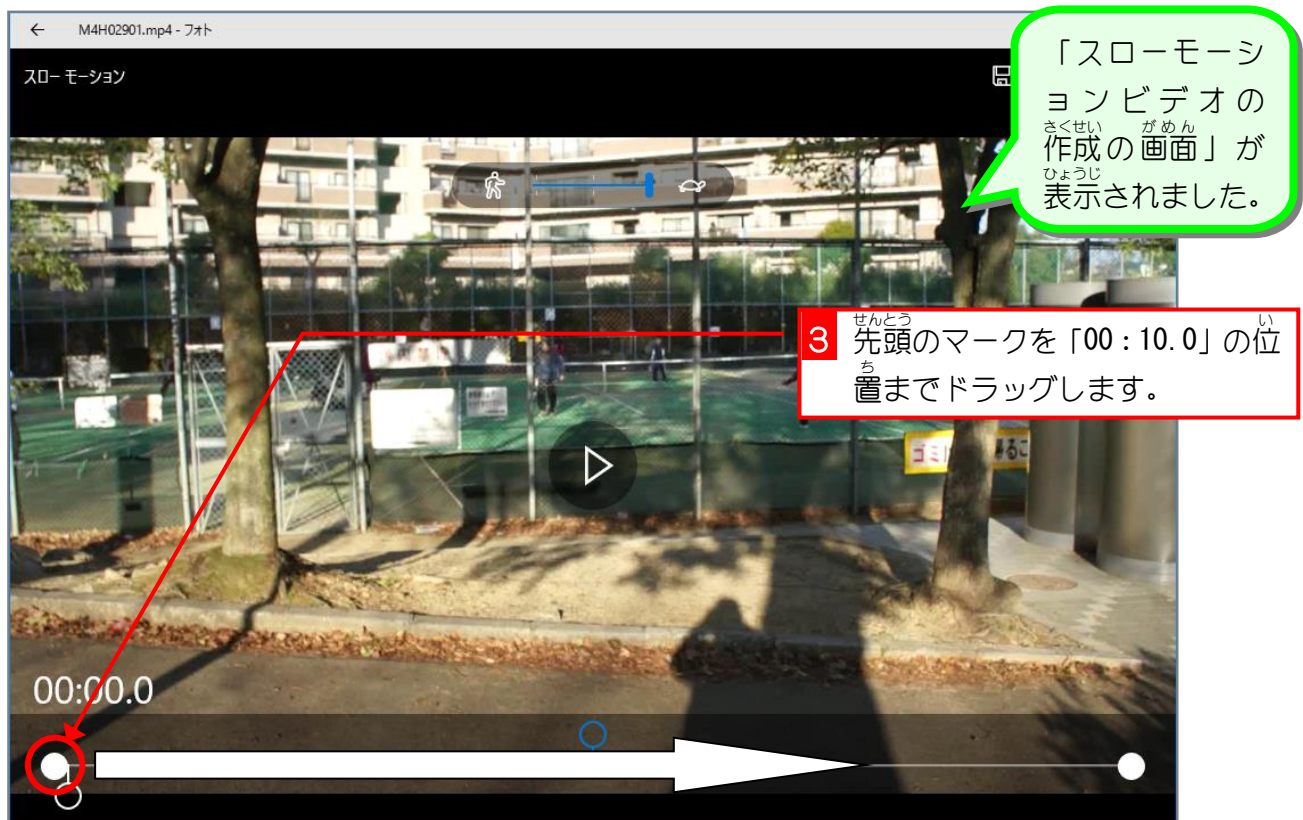 M4H02901.mp4 - フォト
スロー モーション
「スローモーシ
ョンビデオの
さくせい がめん
作成の画面」が
ひょうじ
表示されました。
せんとう い
3 先頭のマークを「00:10.0」の位
ち
置までドラッグします。
00:00.0